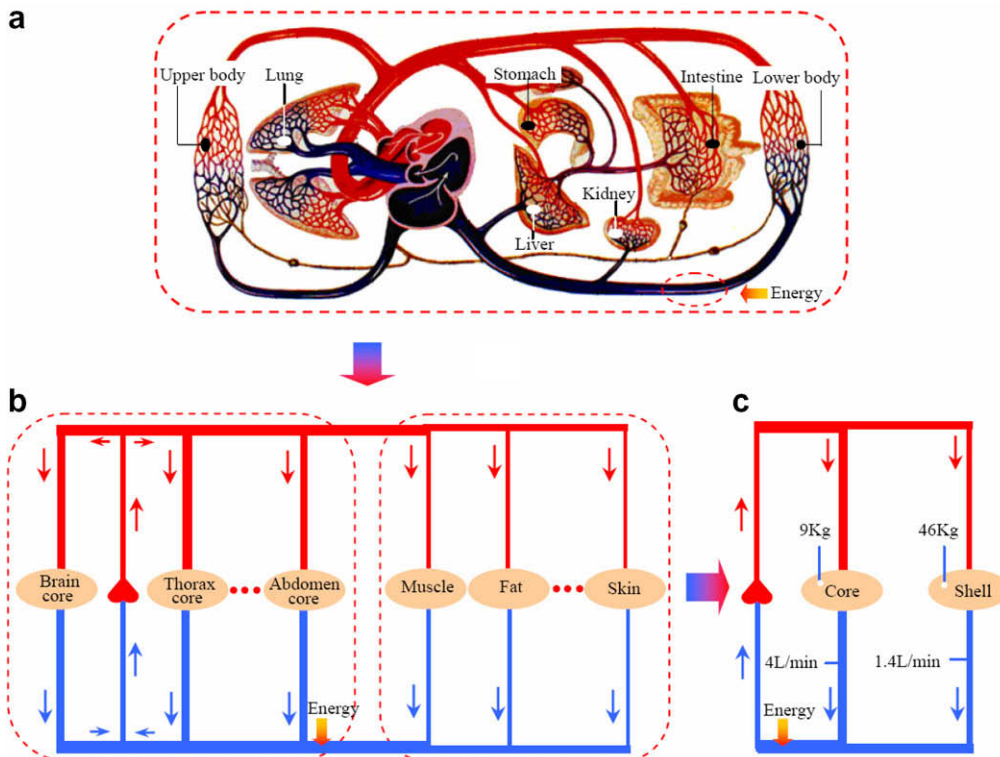 a
Upper body
Lung
Stomach
Intestine
Lower body
Kidney
Liver
Energy
b
Brain
core
Thorax
core
Abdomen
core
Muscle
Fat
Skin
Energy
c
9Kg
46Kg
Core
Shell
4L/min
1.4L/min
Energy